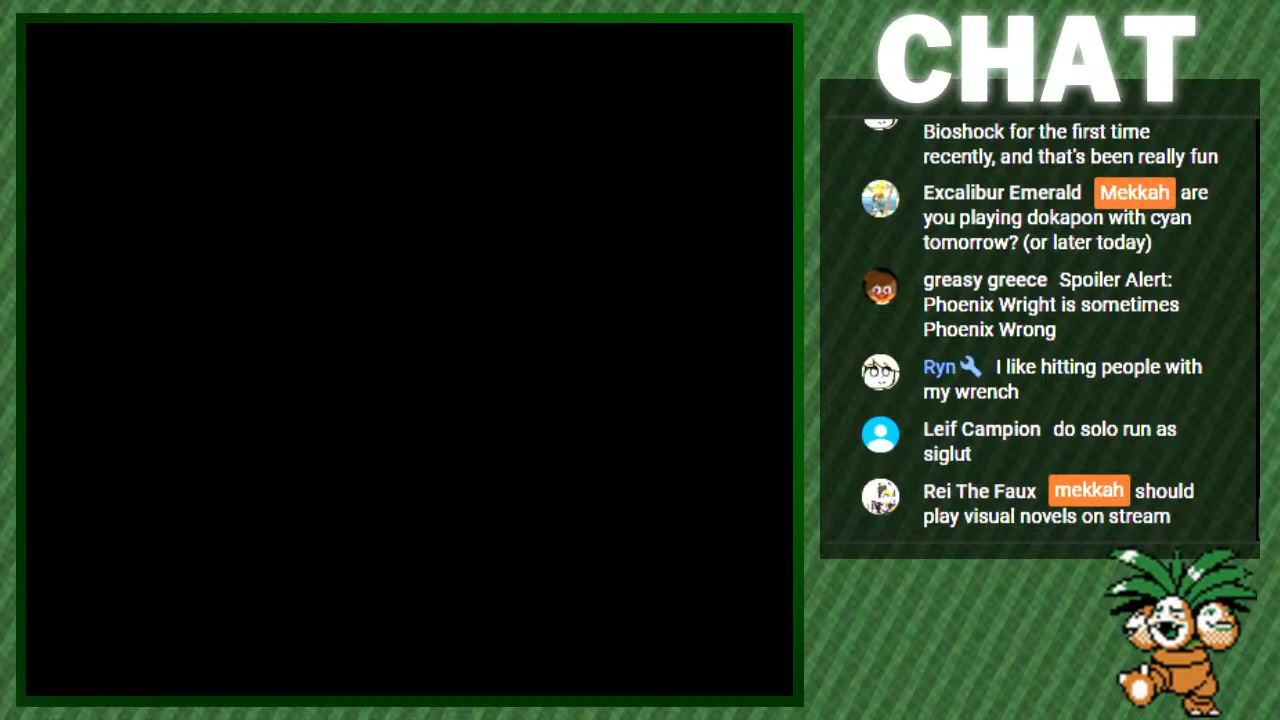 CHAT
Bioshock for the first time
recently, and that's been really fun
Excalibur Emerald Mekkah are
you playing dokapon with cyan
tomorrow? (or later today)
greasy greece Spoiler Alert:
Phoenix Wright is sometimes
Phoenix Wrong
Ryn I like hitting people with
my wrench
Leif Campion do solo run as
siglut
Rei The Faux mekkah should
play visual novels on stream